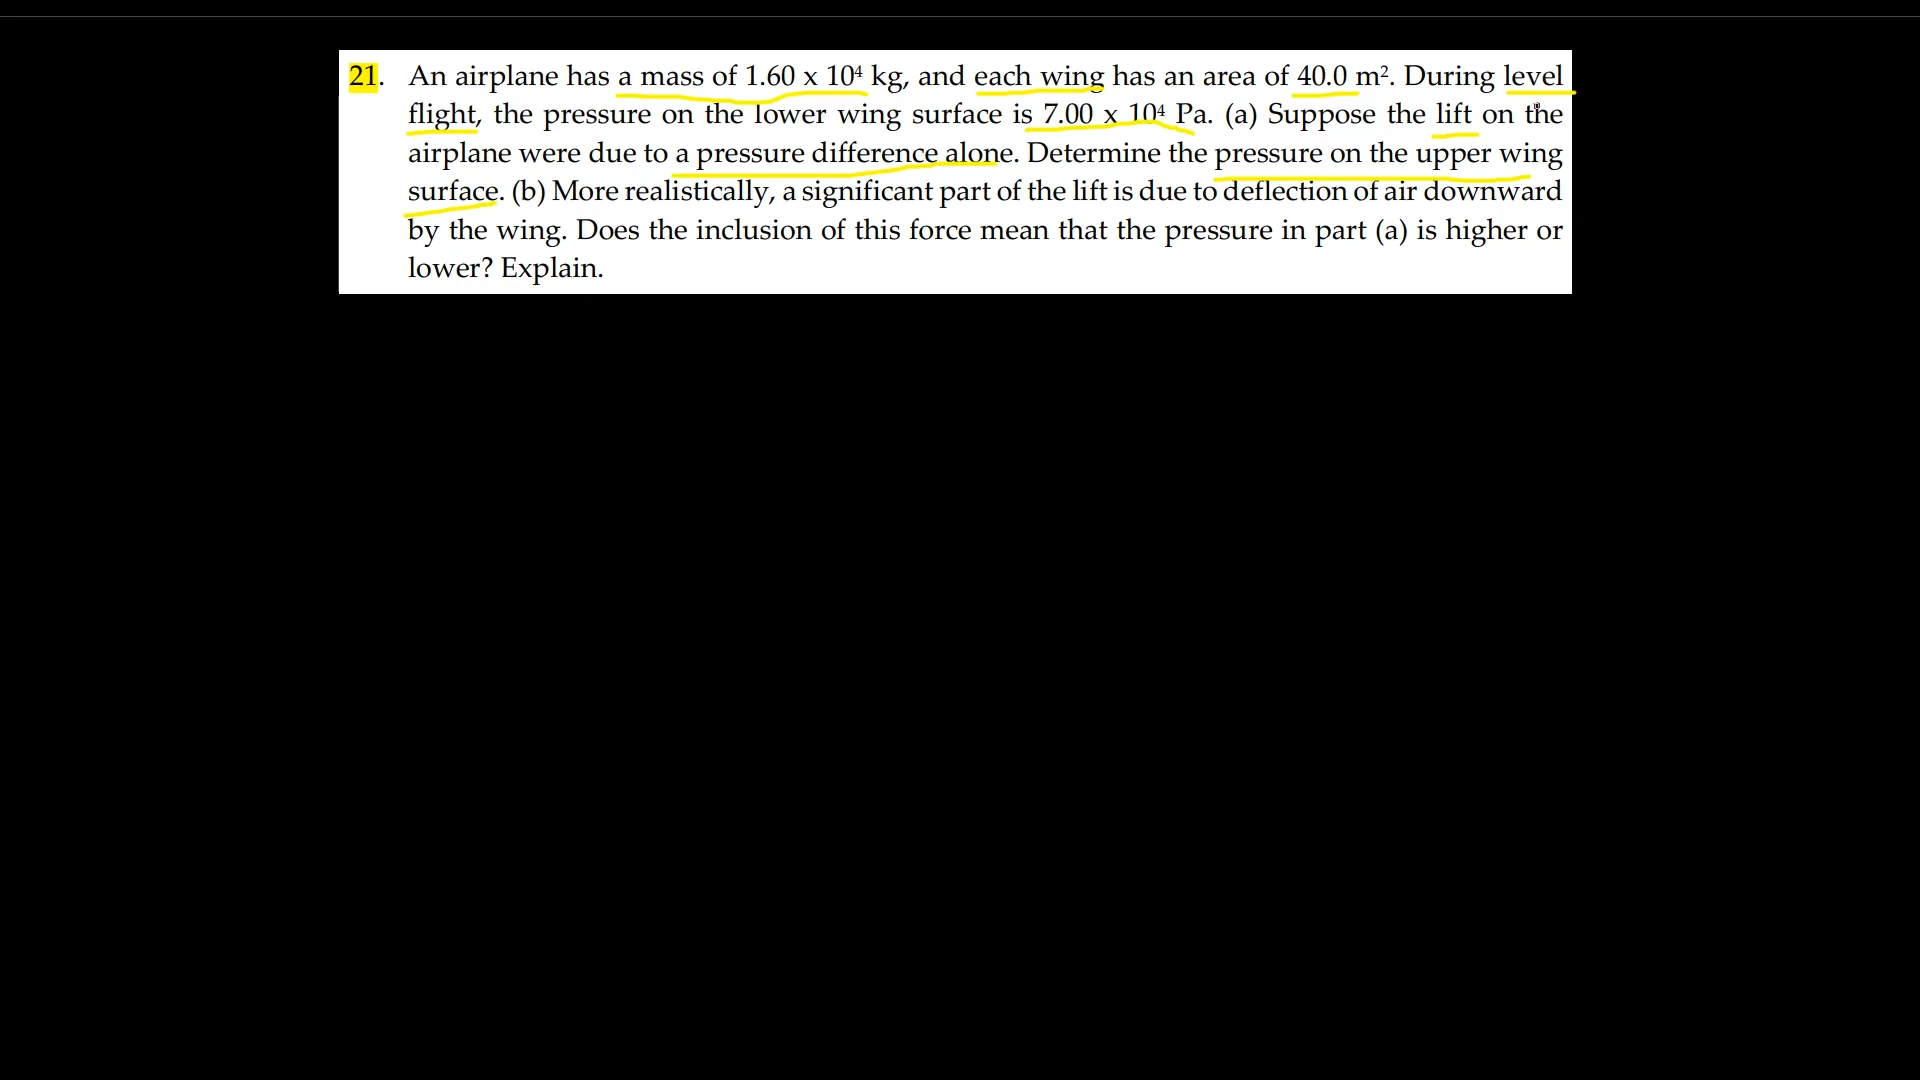 21. An airplane has a mass of 1.60 x 10⁴ kg, and each wing has an area of 40.0 m². During level
flight, the pressure on the lower wing surface is 7.00 x 10⁴ Pa. (a) Suppose the lift on the
airplane were due to a pressure difference alone. Determine the pressure on the upper wing
surface. (b) More realistically, a significant part of the lift is due to deflection of air downward
by the wing. Does the inclusion of this force mean that the pressure in part (a) is higher or
lower? Explain.